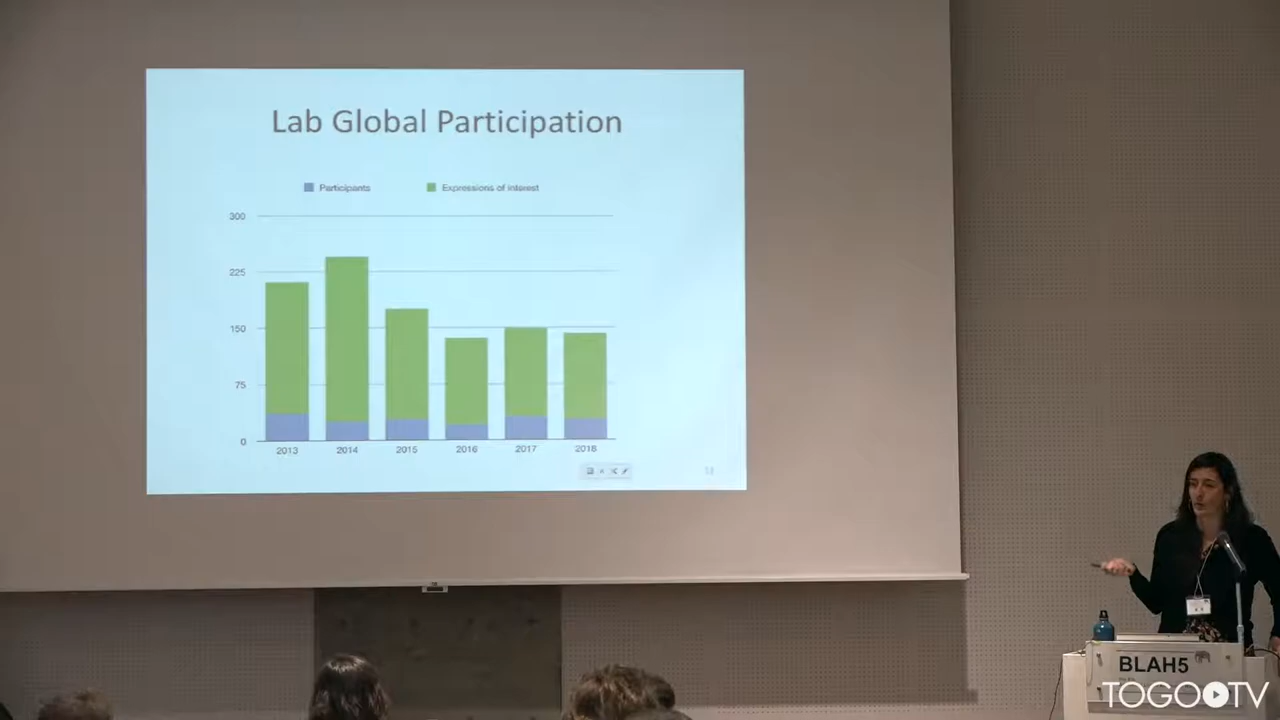 Lab Global Participation
Participants Expressions of interest
300
225
150
75
0
2013 2014 2015 2016 2017 2018
BLAH5
TOGO TV